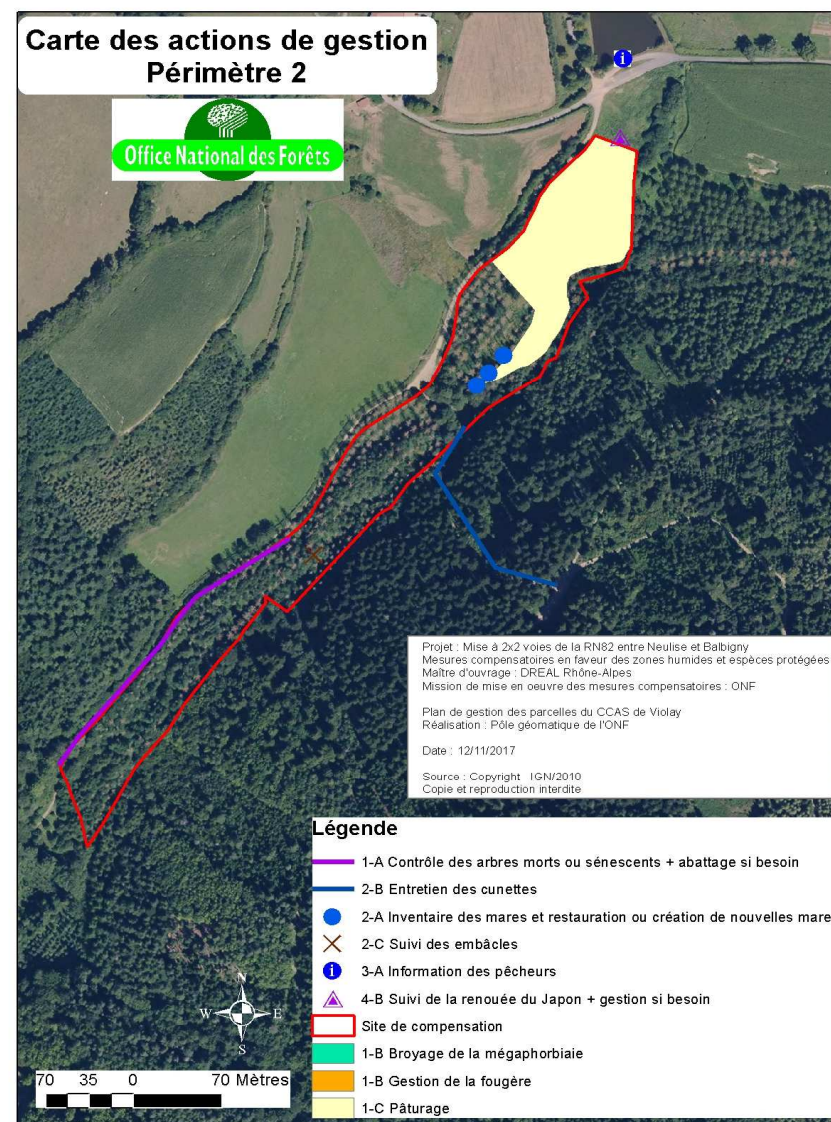 Carte des actions de gestion
Périmètre 2
Office National des Forêts
i
Projet : Mise à 2x2 voies de la RN82 entre Neulise et Balbigny
Mesures compensatoires en faveur des zones humides et espèces protégées
Maître d'ouvrage : DREAL Rhône-Alpes
Mission de mise en oeuvre des mesures compensatoires : ONF
Plan de gestion des parcelles du CCAS de Violay
Réalisation : Pôle géomatique de l'ONF
Date : 12/11/2017
Source : Copyright IGN/2010
Copie et reproduction interdite
Légende
1-A Contrôle des arbres morts ou sénescents + abattage si besoin
2-B Entretien des cunettes
2-A Inventaire des mares et restauration ou création de nouvelles mare
2-C Suivi des embâcles
i 3-A Information des pêcheurs
4-B Suivi de la renouée du Japon + gestion si besoin
Site de compensation
1-B Broyage de la mégaphorbiaie
1-B Gestion de la fougère
1-C Pâturage
N
W E
S
70 35 0 70 Mètres